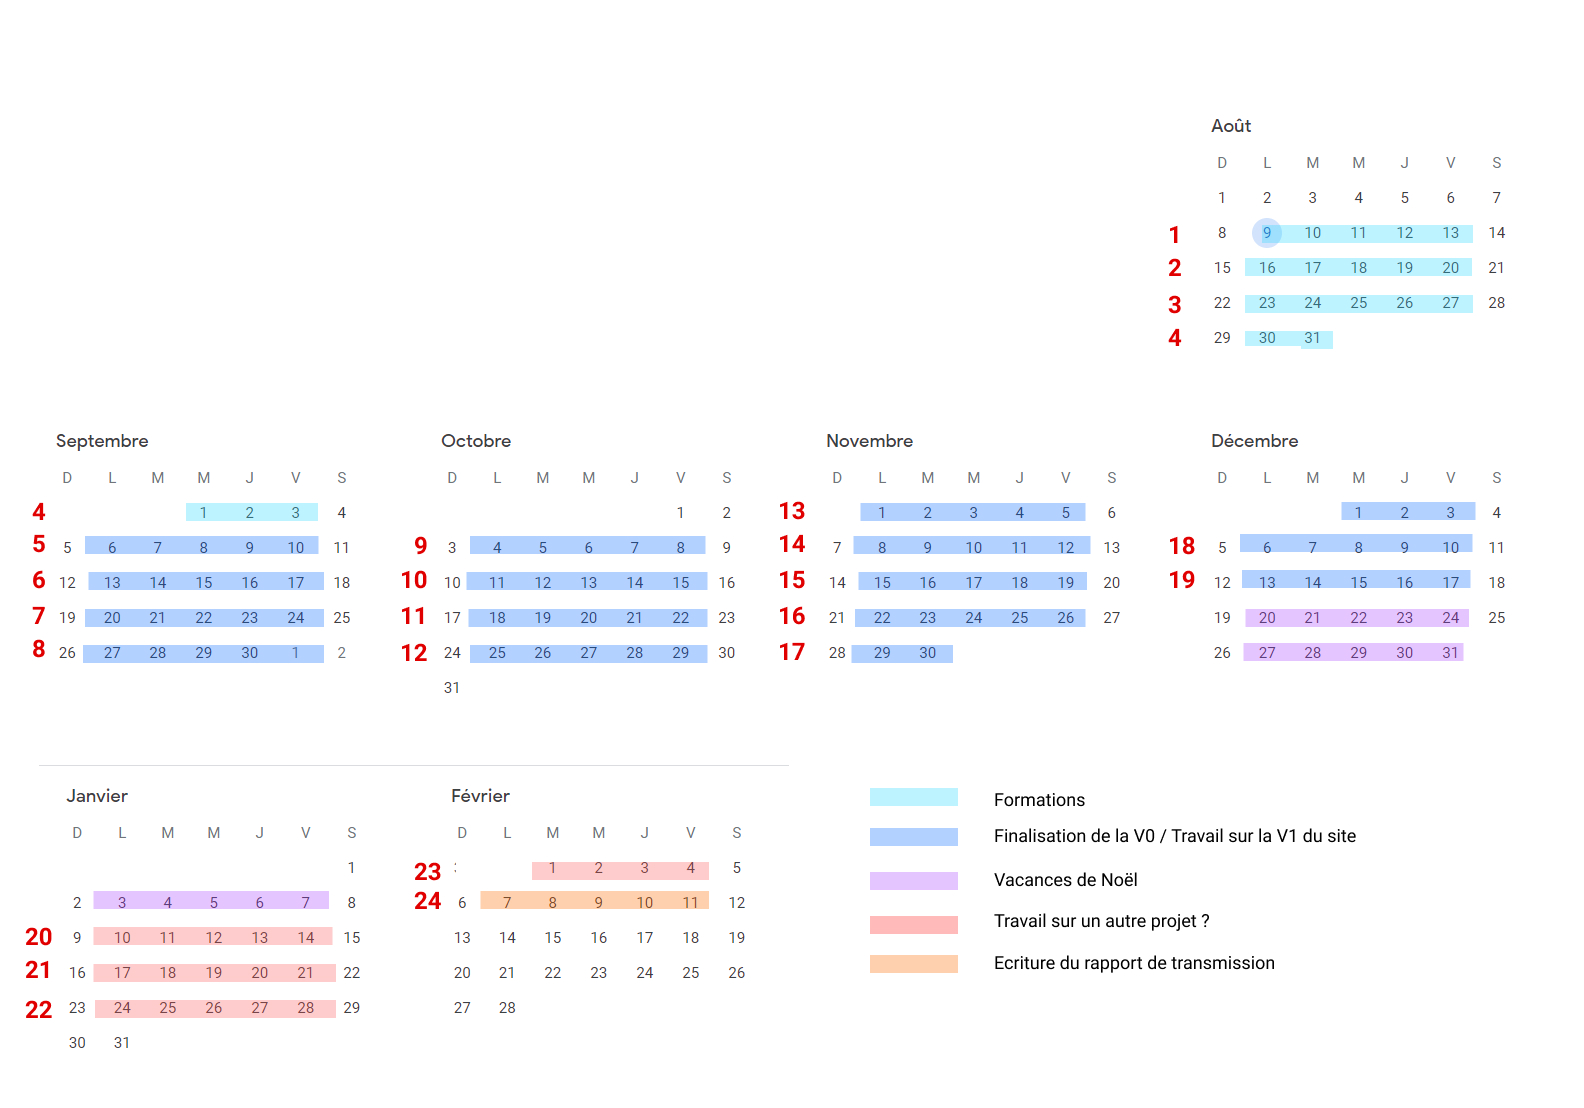 Août
D L M M J V S
1 2 3 4 5 6 7
1 8 9 10 11 12 13 14
2 15 16 17 18 19 20 21
3 22 23 24 25 26 27 28
4 29 30 31
Septembre
D L M M J V S
4 1 2 3 4
5 5 6 7 8 9 10 11
6 12 13 14 15 16 17 18
7 19 20 21 22 23 24 25
8 26 27 28 29 30 1 2
Octobre
D L M M J V S
1 2
9 3 4 5 6 7 8 9
10 10 11 12 13 14 15 16
11 17 18 19 20 21 22 23
12 24 25 26 27 28 29 30
31
Novembre
D L M M J V S
13 1 2 3 4 5 6
14 7 8 9 10 11 12 13
15 14 15 16 17 18 19 20
16 21 22 23 24 25 26 27
17 28 29 30
Décembre
D L M M J V S
1 2 3 4
18 5 6 7 8 9 10 11
19 12 13 14 15 16 17 18
19 20 21 22 23 24 25
26 27 28 29 30 31
Janvier
D L M M J V S
1
2 3 4 5 6 7 8
20 9 10 11 12 13 14 15
21 16 17 18 19 20 21 22
22 23 24 25 26 27 28 29
30 31
Février
D L M M J V S
23 1 2 3 4 5
24 6 7 8 9 10 11 12
13 14 15 16 17 18 19
20 21 22 23 24 25 26
27 28
Formations
Finalisation de la V0 / Travail sur la V1 du site
Vacances de Noël
Travail sur un autre projet ?
Ecriture du rapport de transmission